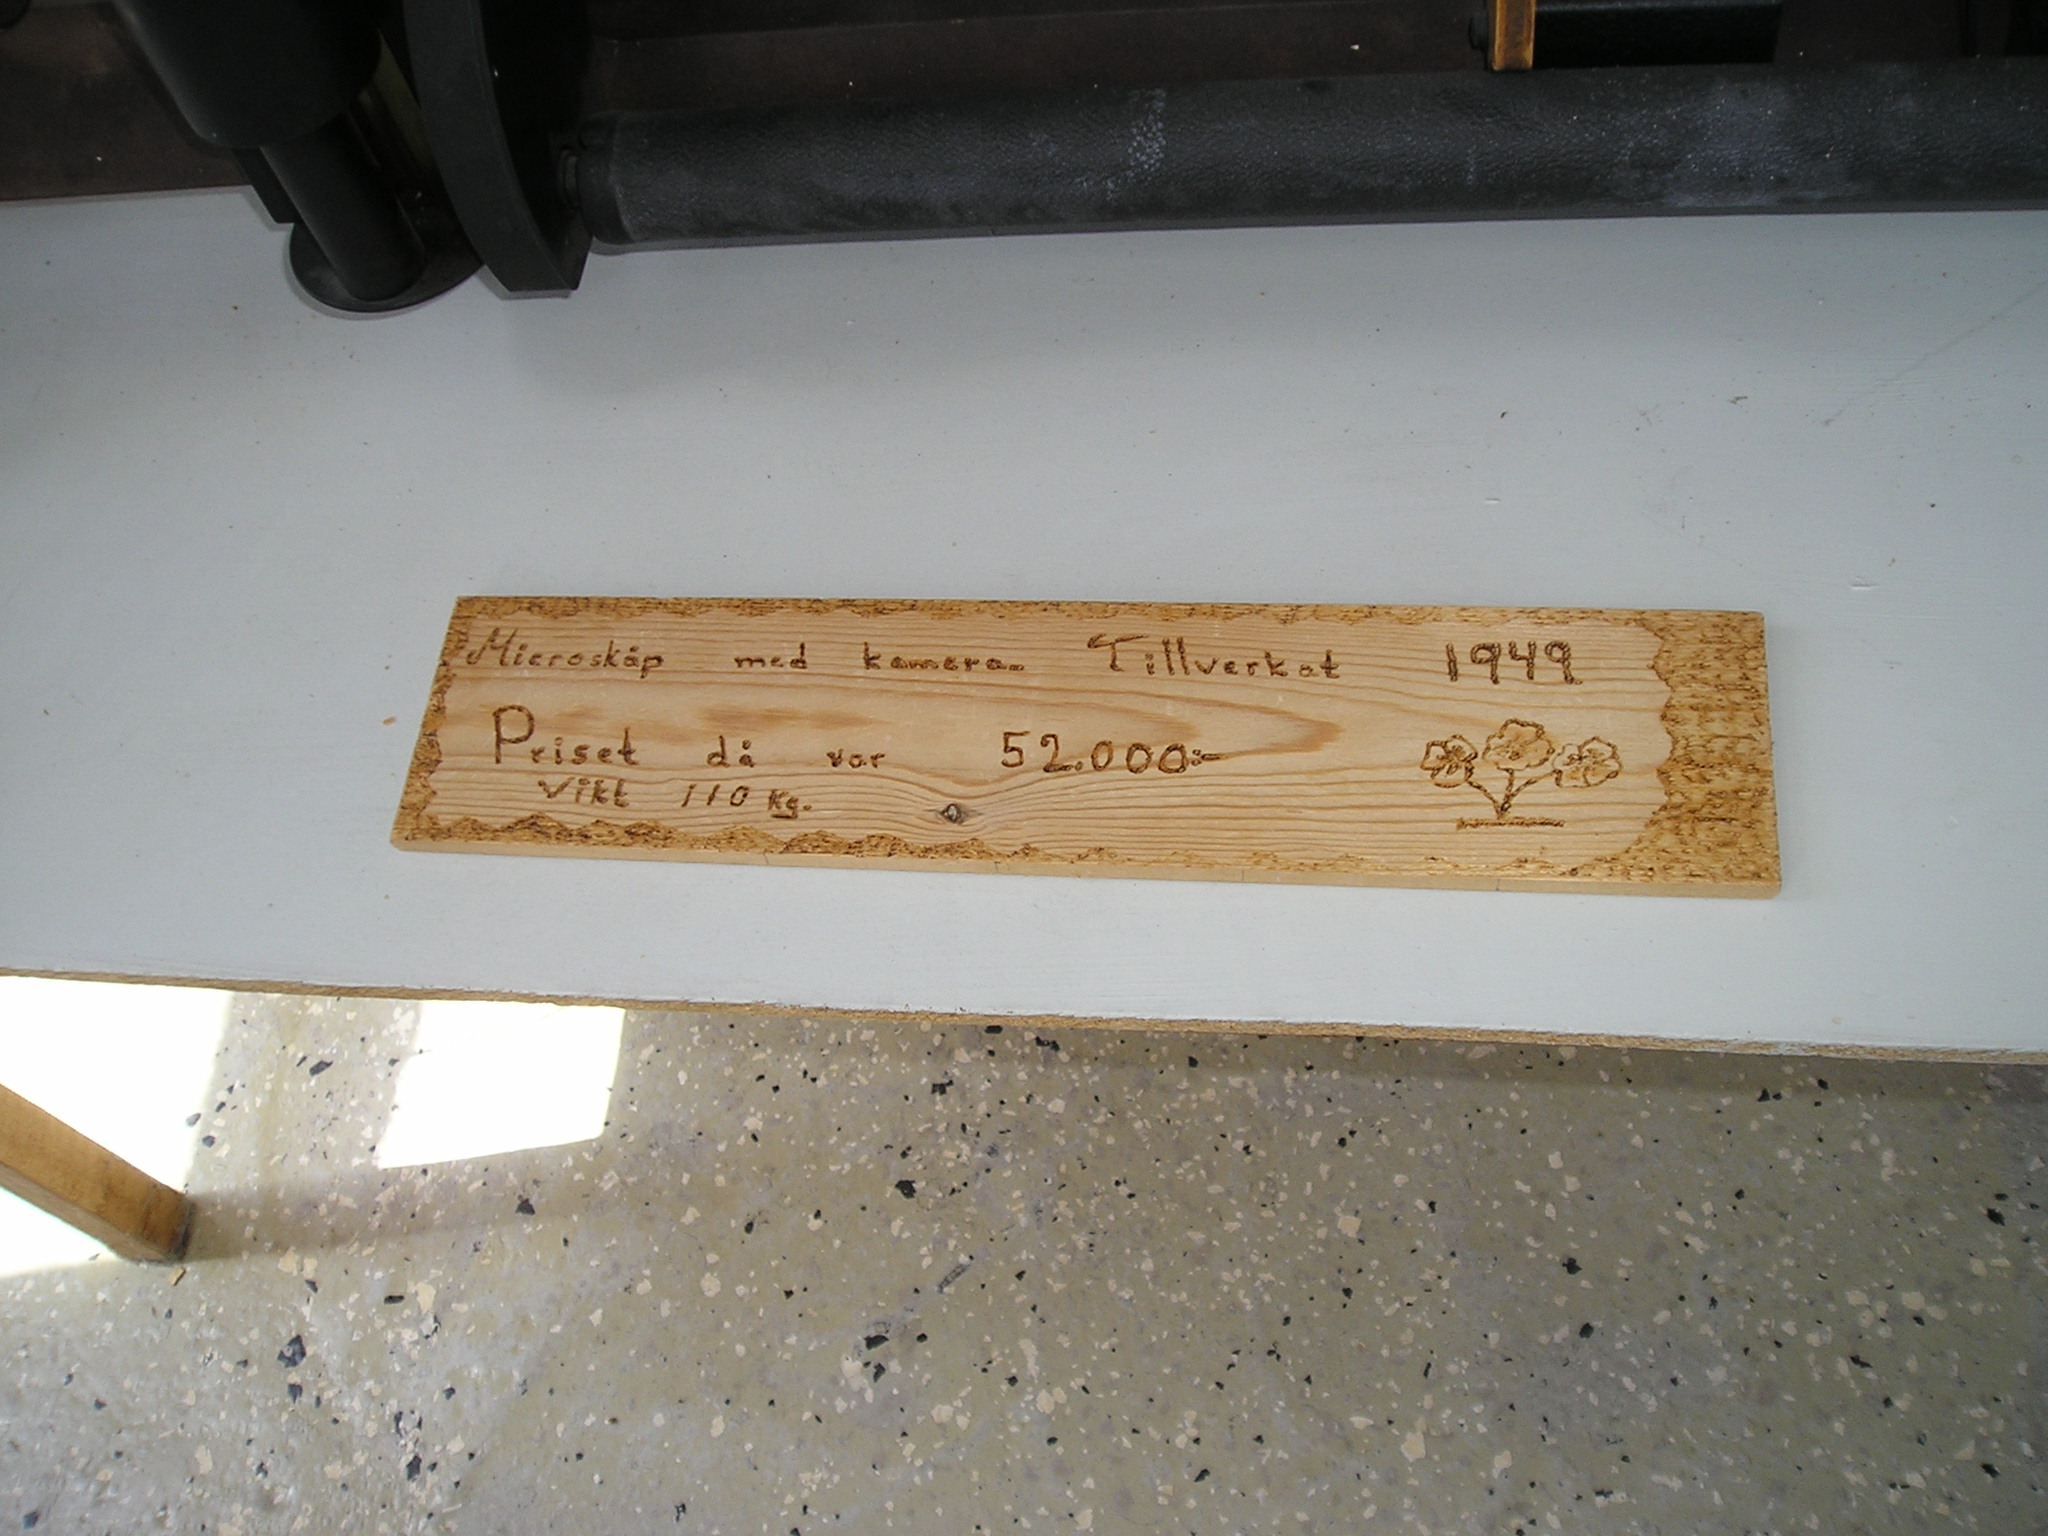 Microskåp med kamera. Tillverkat 1949
Priset då var 52.000:-
Vikt 110 Kg.